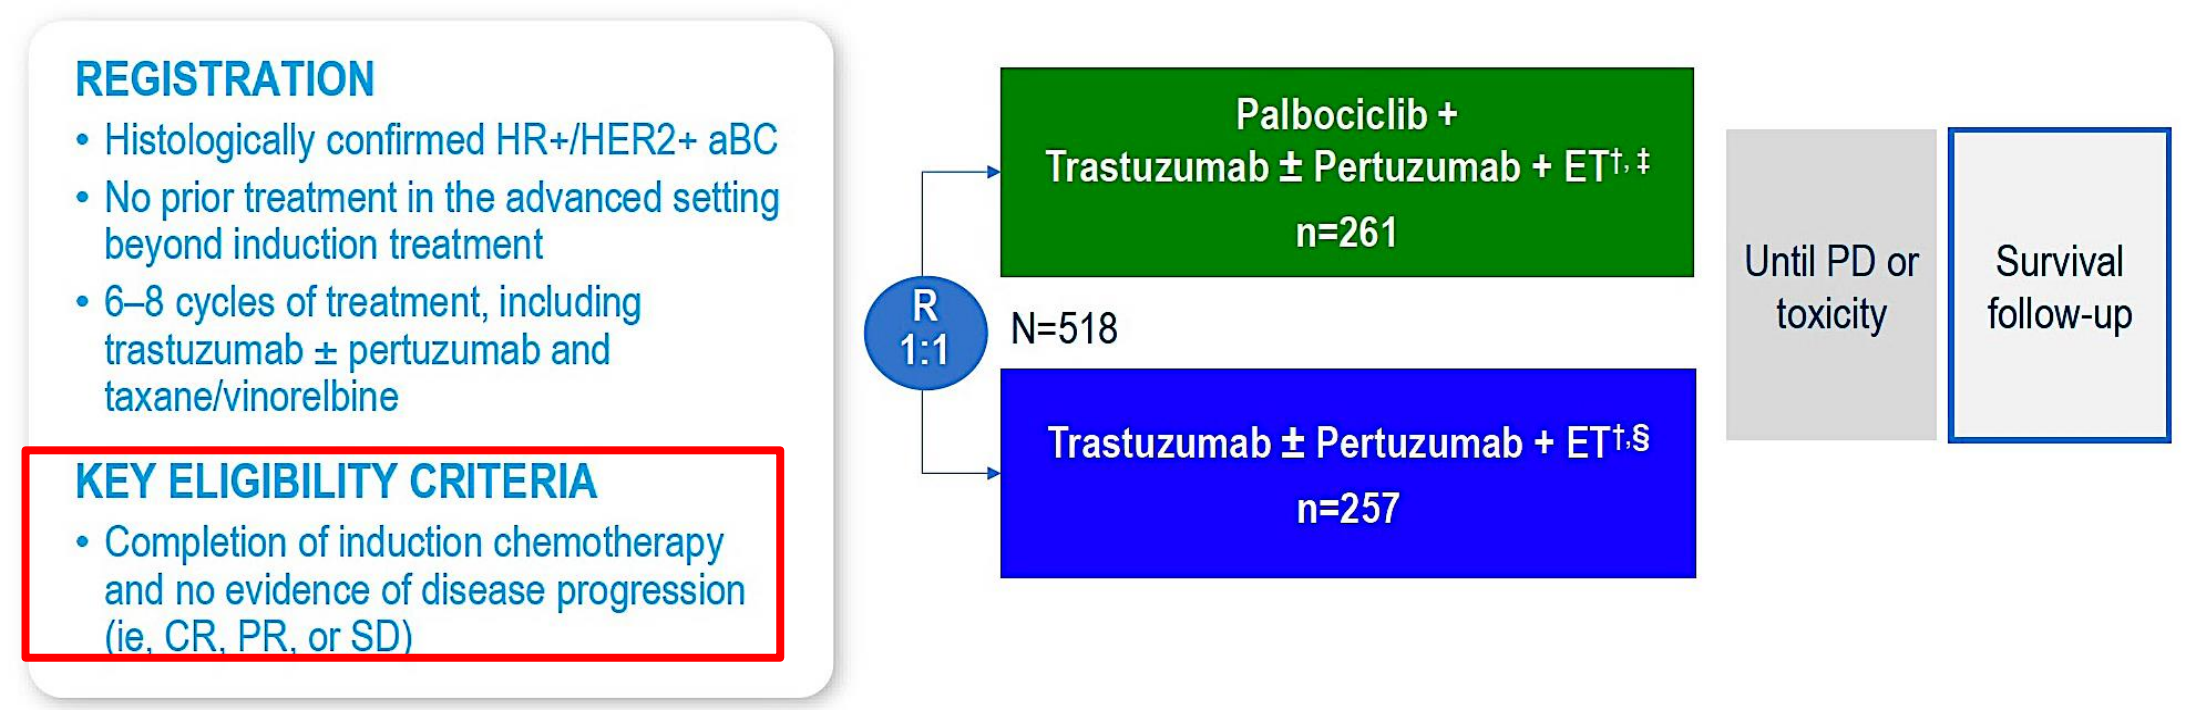 REGISTRATION
• Histologically confirmed HR+/HER2+ aBC
• No prior treatment in the advanced setting
beyond induction treatment
• 6–8 cycles of treatment, including
trastuzumab ± pertuzumab and
taxane/vinorelbine
KEY ELIGIBILITY CRITERIA
• Completion of induction chemotherapy
and no evidence of disease progression
(ie, CR, PR, or SD)
R
1:1
N=518
Palbociclib +
Trastuzumab ± Pertuzumab + ET†, ‡
n=261
Trastuzumab ± Pertuzumab + ET†,§
n=257
Until PD or
toxicity
Survival
follow-up